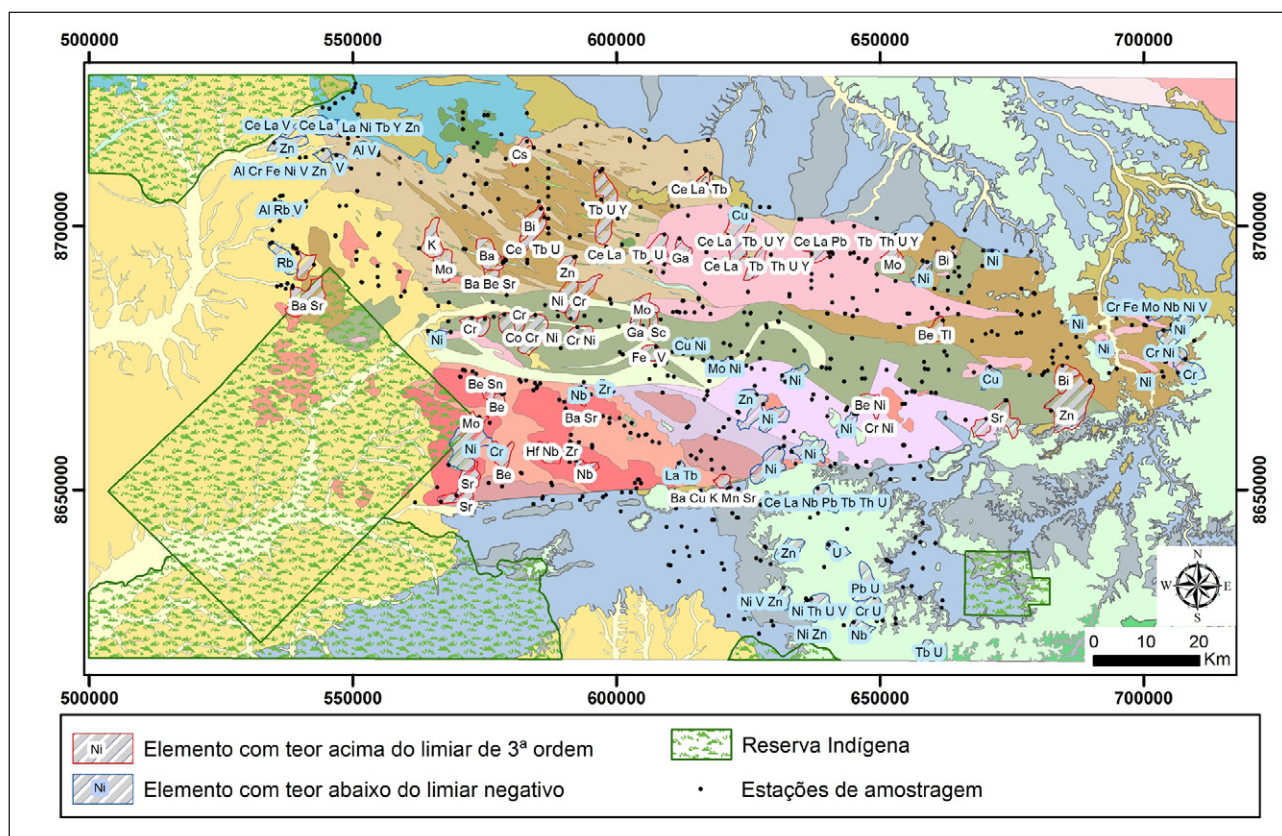 500000 550000 600000 650000 700000
Ce La V Ce La La Ni Tb Y Zn
Zn V Al V
Al Cr Fe Ni V Zn
Cs
Ce La Tb
Al Rb V
Tb U Y
Cu
8700000 8700000
Bi
K
Ba
Ce Tb U
Ce La Tb U
Ga
Ce La Tb U Y
Ce La Pb Tb Th U Y
Rb
Mo
Zn
Ce La Tb Th U Y
Mo
Bi
Ni
Ni
Ba Be Sr
Ba Sr
Ni Cr
Mo
Cr Fe Mo Nb Ni V
Cr
Cr
Ga Sc
Be Tl
Ni
Ni
Ni
Co Cr Ni
Cr Ni
Cu Ni
Ni
Cr Ni
Fe V
Mo Ni
Ni
Cu
Bi
Cr
Be Sn
Nb
Zr
Be
Zn
Be Ni
Zn
Mo
Ba Sr
Ni
Ni
Cr Ni
Sr
Ni
Cr
Hf Nb Zr
Ni
Sr
Be
Nb
La Tb
Ni
8650000 8650000
Sr
Ba Cu K Mn Sr
Ce La Nb Pb Tb Th U
Zn
U
Pb U
Ni V Zn
Ni Th U V
Cr U
Ni Zn
Nb
Tb U
N
W E
S
0 10 20
Km
500000 550000 600000 650000 700000
Ni Elemento com teor acima do limiar de 3ª ordem
Reserva Indígena
Ni Elemento com teor abaixo do limiar negativo
Estações de amostragem